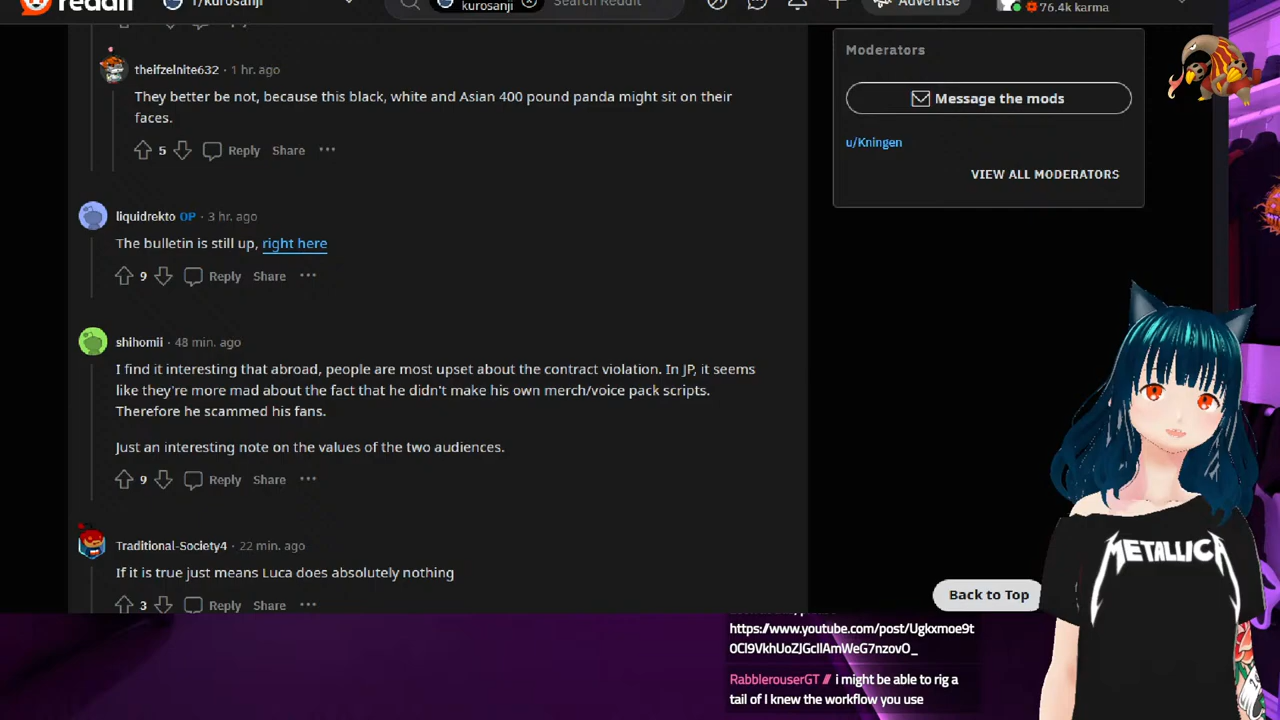 reddit
r/kurosanji
kurosanji
Search Reddit
Advertise
76.4k karma
theifzelnite632 · 1 hr. ago
They better be not, because this black, white and Asian 400 pound panda might sit on their
faces.
5 Reply Share ···
liquidrekto OP · 3 hr. ago
The bulletin is still up, right here
9 Reply Share ···
shihomii · 48 min. ago
I find it interesting that abroad, people are most upset about the contract violation. In JP, it seems
like they're more mad about the fact that he didn't make his own merch/voice pack scripts.
Therefore he scammed his fans.
Just an interesting note on the values of the two audiences.
9 Reply Share ···
Traditional-Society4 · 22 min. ago
If it is true just means Luca does absolutely nothing
3 Reply Share ···
Moderators
Message the mods
u/Kningen
VIEW ALL MODERATORS
METALLICA
Back to Top
https://www.youtube.com/post/Ugkxmoe9t
0Cl9VkhUoZJGcllAmWeG7nzovO_
RabblerouserGT // i might be able to rig a
tail of I knew the workflow you use